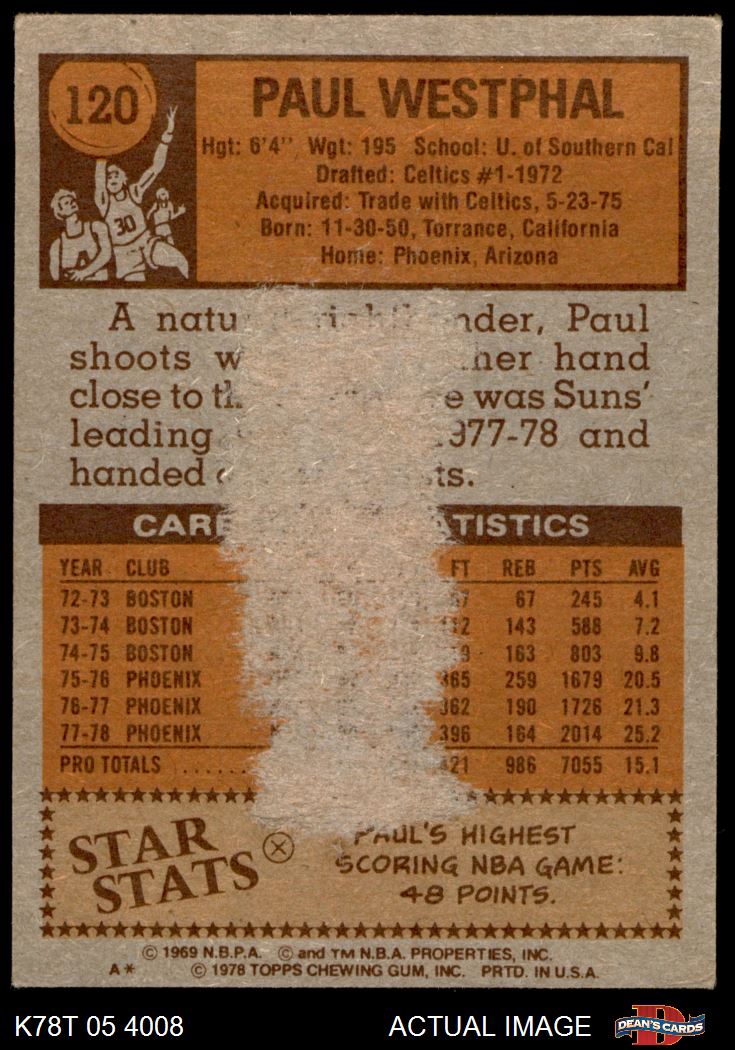 120
PAUL WESTPHAL
Hgt: 6'4" Wgt: 195 School: U. of Southern Cal
Drafted: Celtics #1-1972
Acquired: Trade with Celtics, 5-23-75
Born: 11-30-50, Torrance, California
Home: Phoenix, Arizona
30
A Paul
shoots hand
close to was Suns'
leading 977-78 and
handed
YEAR CLUB FT REB PTS AVG
72-73 BOSTON 67 245 4.1
73-74 BOSTON 143 588 7.2
74-75 BOSTON 163 803 9.8
75-76 PHOENIX 365 259 1679 20.5
76-77 PHOENIX 362 190 1726 21.3
77-78 PHOENIX 396 164 2014 25.2
PRO TOTALS ...... 986 7055 15.1
STAR
STATS
PAUL'S HIGHEST
SCORING NBA GAME:
48 POINTS.
© 1969 N.B.P.A. © and TM N.B.A. PROPERTIES, INC.
A* © 1978 TOPPS CHEWING GUM, INC. PRTD. IN U.S.A.
K78T 05 4008 ACTUAL IMAGE DEAN'S CARDS